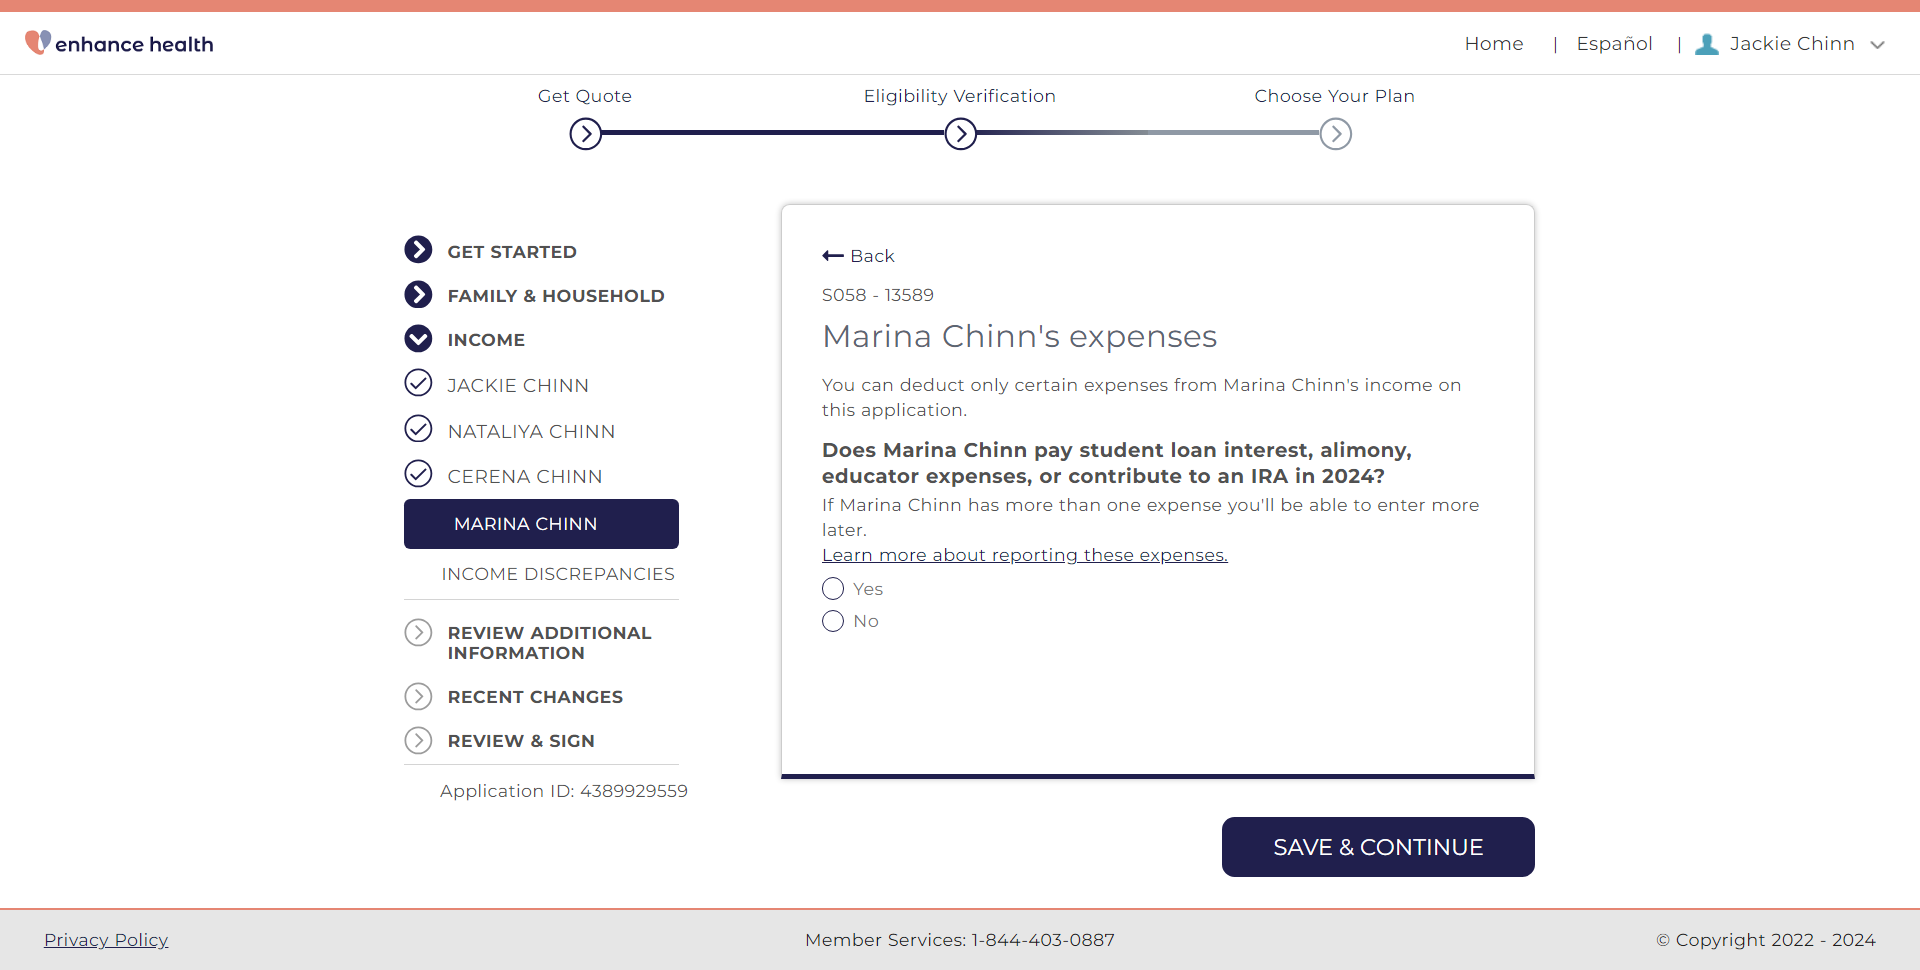 enhance health
Home | Español | Jackie Chinn
Get Quote
Eligibility Verification
Choose Your Plan
GET STARTED
FAMILY & HOUSEHOLD
INCOME
JACKIE CHINN
NATALIYA CHINN
CERENA CHINN
MARINA CHINN
INCOME DISCREPANCIES
REVIEW ADDITIONAL
INFORMATION
RECENT CHANGES
REVIEW & SIGN
Application ID: 4389929559
Back
S058 - 13589
Marina Chinn's expenses
You can deduct only certain expenses from Marina Chinn's income on
this application.
Does Marina Chinn pay student loan interest, alimony,
educator expenses, or contribute to an IRA in 2024?
If Marina Chinn has more than one expense you'll be able to enter more
later.
Learn more about reporting these expenses.
Yes
No
SAVE & CONTINUE
Privacy Policy
Member Services: 1-844-403-0887
© Copyright 2022 - 2024